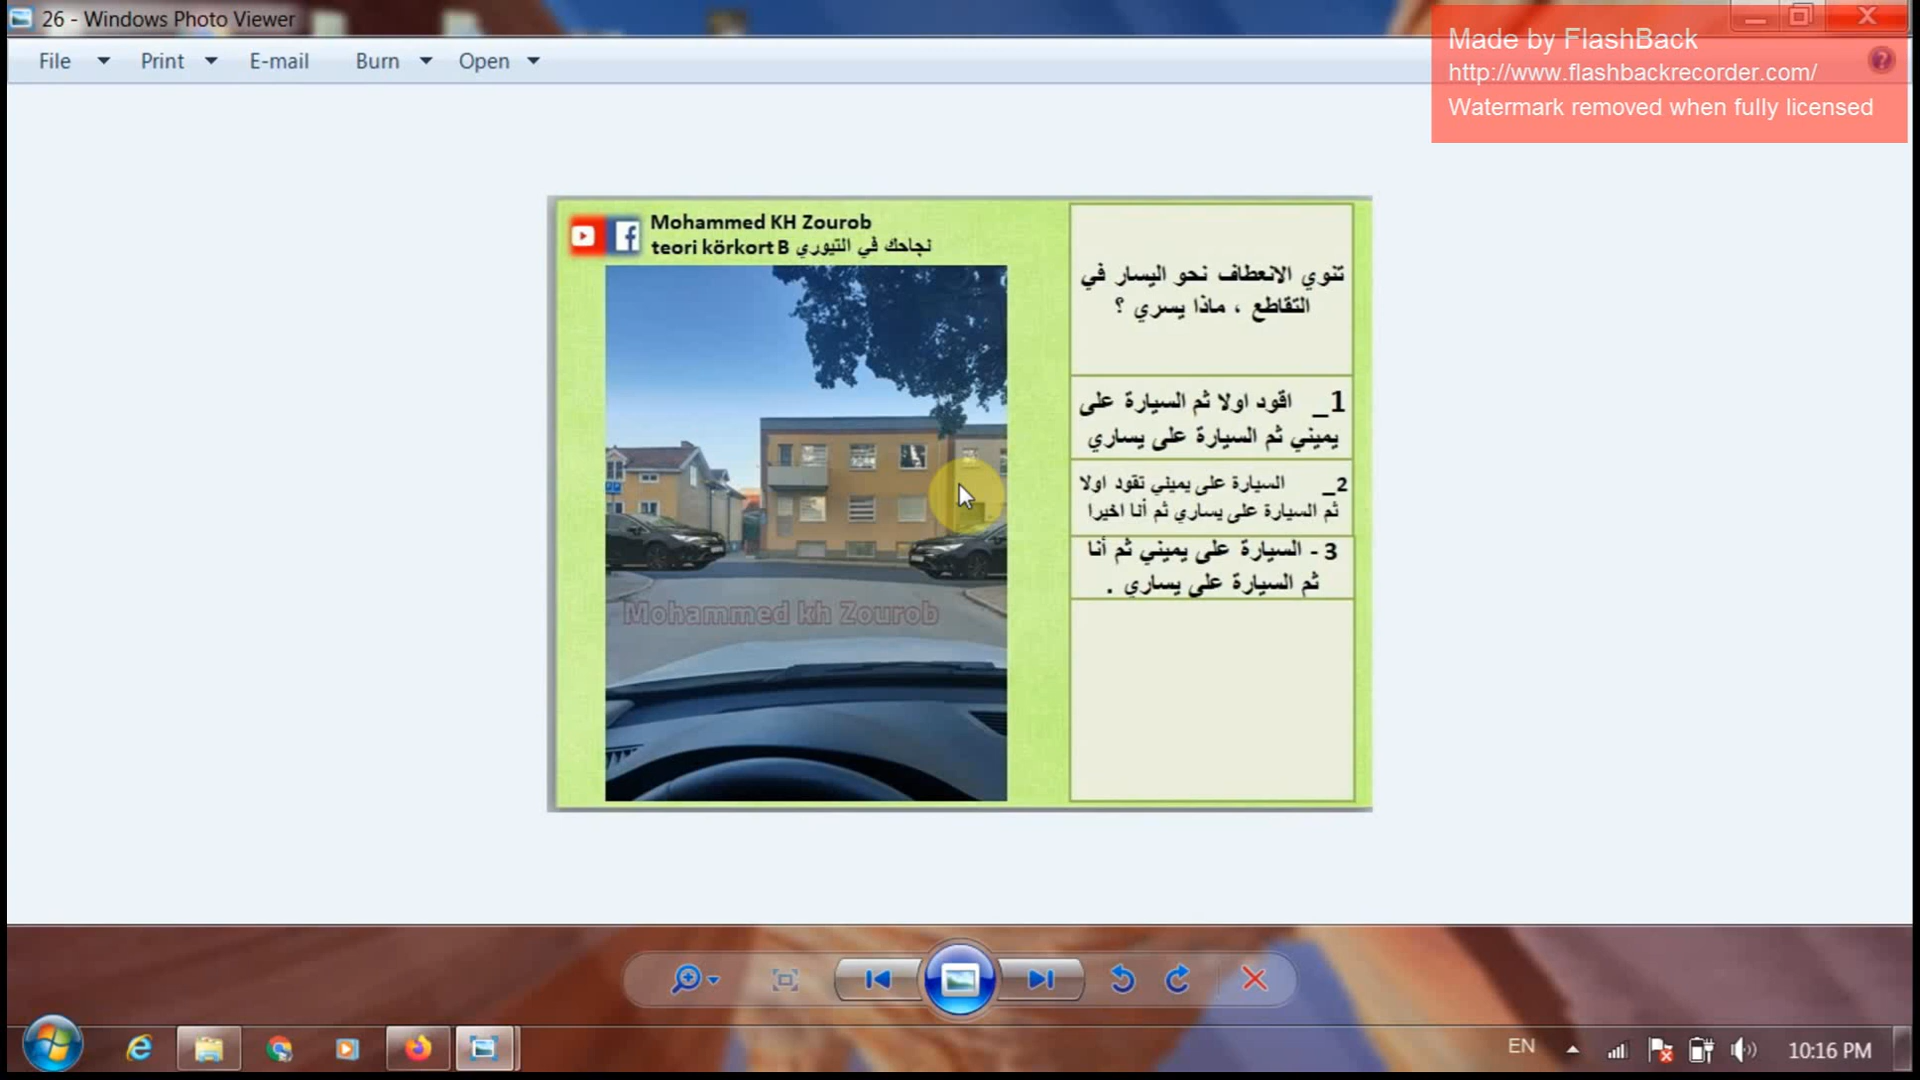 26 - Windows Photo Viewer
File Print E-mail Burn Open
Made by FlashBack
http://www.flashbackrecorder.com/
Watermark removed when fully licensed
Mohammed KH Zourob
teori körkort B نجاحك في التيوري
تنوي الانعطاف نحو اليسار في
التقاطع ، ماذا يسري ؟
1_ اقود اولا ثم السيارة على
يميني ثم السيارة على يساري
2_ السيارة على يميني تقود اولا
ثم السيارة على يساري ثم أنا اخيرا
3 - السيارة على يميني ثم أنا
ثم السيارة على يساري .
Mohammed kh Zourob
EN
10:16 PM